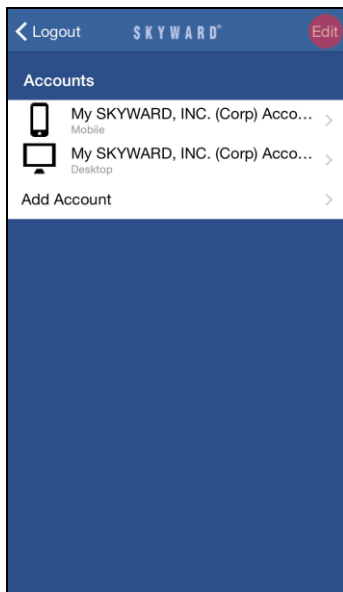 Logout SKYWARD® Edit
Accounts
My SKYWARD, INC. (Corp) Acco...
Mobile
My SKYWARD, INC. (Corp) Acco...
Desktop
Add Account